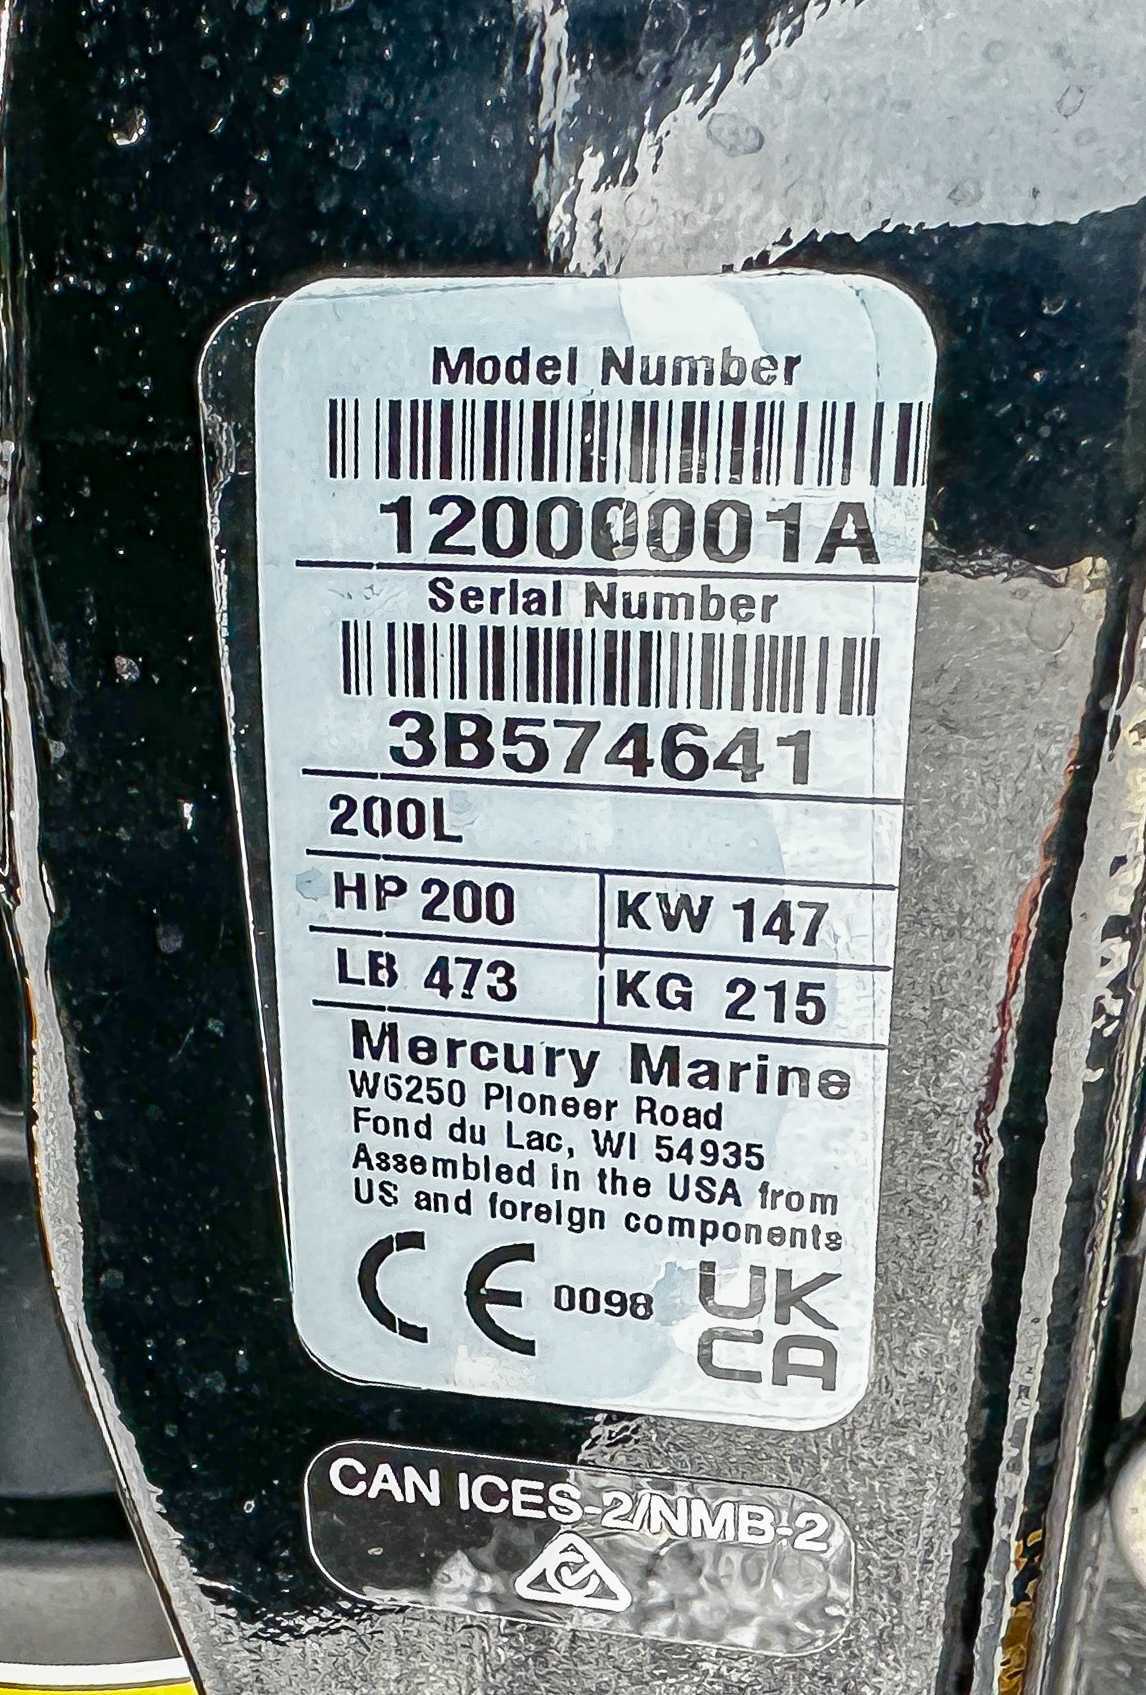 Model Number
12000001A
Serial Number
3B574641
200L
HP 200 KW 147
LB 473 KG 215
Mercury Marine
W6250 Pioneer Road
Fond du Lac, WI 54935
Assembled in the USA from
US and foreign components
CE 0098 UK
CA
CAN ICES-2/NMB-2